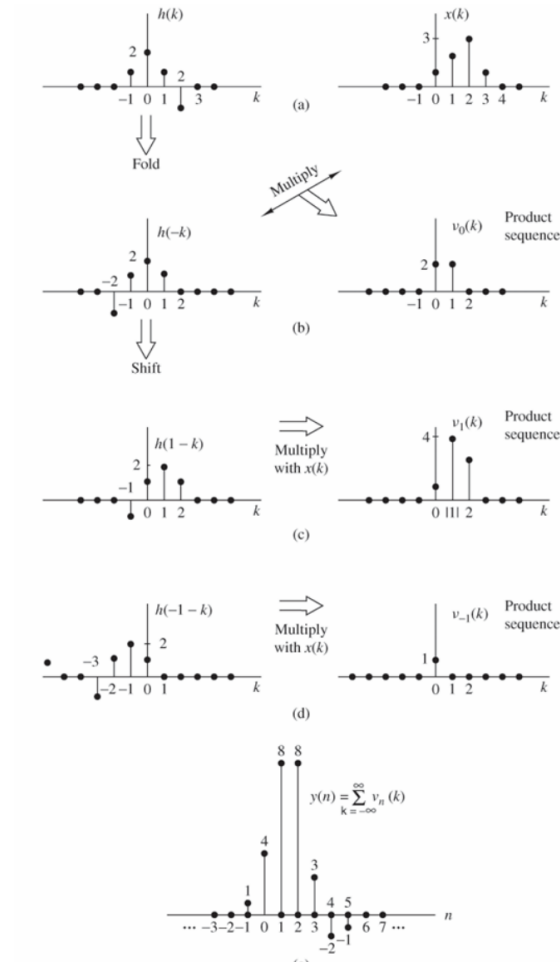 h(k)
x(k)
2
3
2
−1 0 1 3 k
−1 0 1 2 3 4 k
(a)
Fold
Multiply
h(−k)
v0(k)
Product
sequence
2
2
−2
−1 0 1 2 k
−1 0 1 2 k
(b)
Shift
h(1−k)
v1(k)
Product
sequence
Multiply
with x(k)
2
4
−1
0 1 2 k
0 |1| 2 k
(c)
h(−1−k)
v−1(k)
Product
sequence
Multiply
with x(k)
2
−3
1
−2−1 0 1 k
0 1 2 k
(d)
8 8
y(n) = ∞∑k = −∞ vn (k)
4
3
1
4 5
n
... −3−2−1 0 1 2 3 6 7 ...
−2 −1